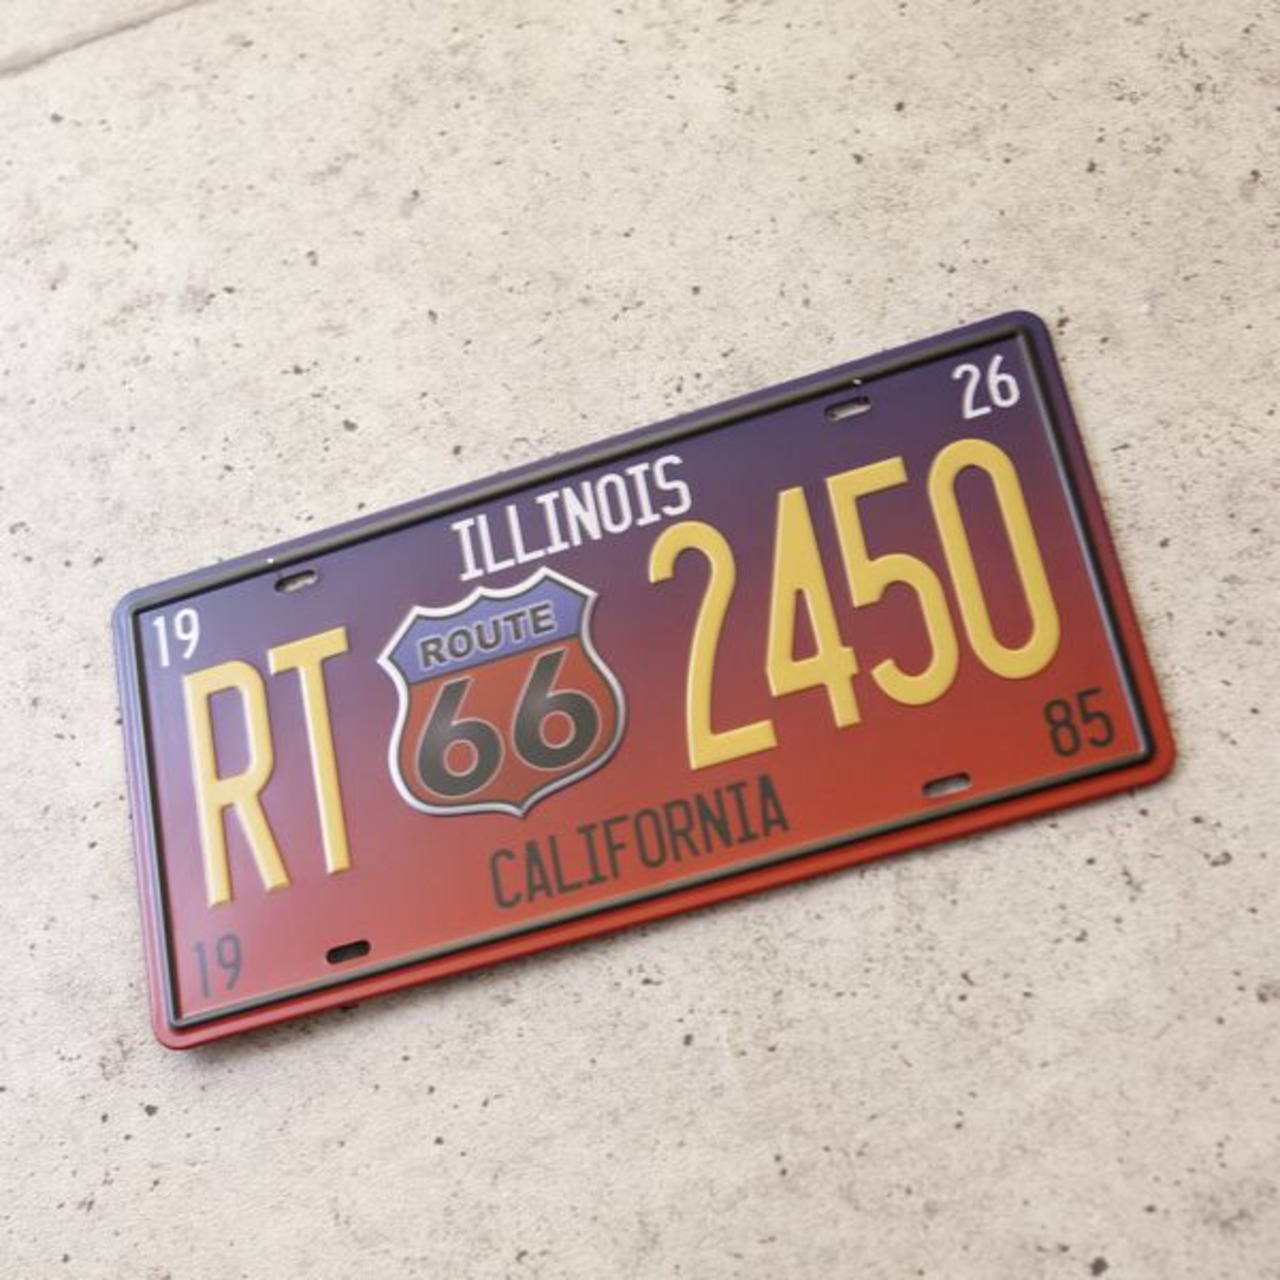 19 26
ILLINOIS
RT ROUTE 66 2450
CALIFORNIA
19 85